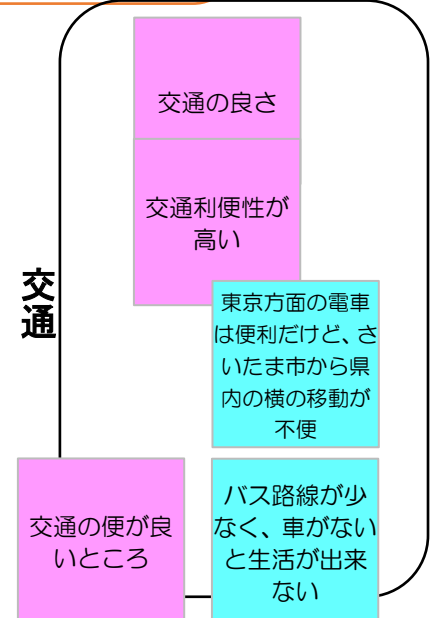 交通
交通の良さ
交通利便性が
高い
東京方面の電車
は便利だけど、さ
いたま市から県
内の横の移動が
不便
交通の便が良
いところ
バス路線が少
なく、車がない
と生活が出来
ない